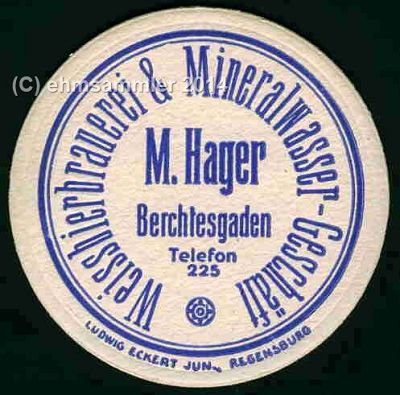 (C) ehmsammler 2014
Weissbierbrauerei & Mineralwasser-Geschäft
M. Hager
Berchtesgaden
Telefon
225
LUDWIG ECKERT JUN., REGENSBURG